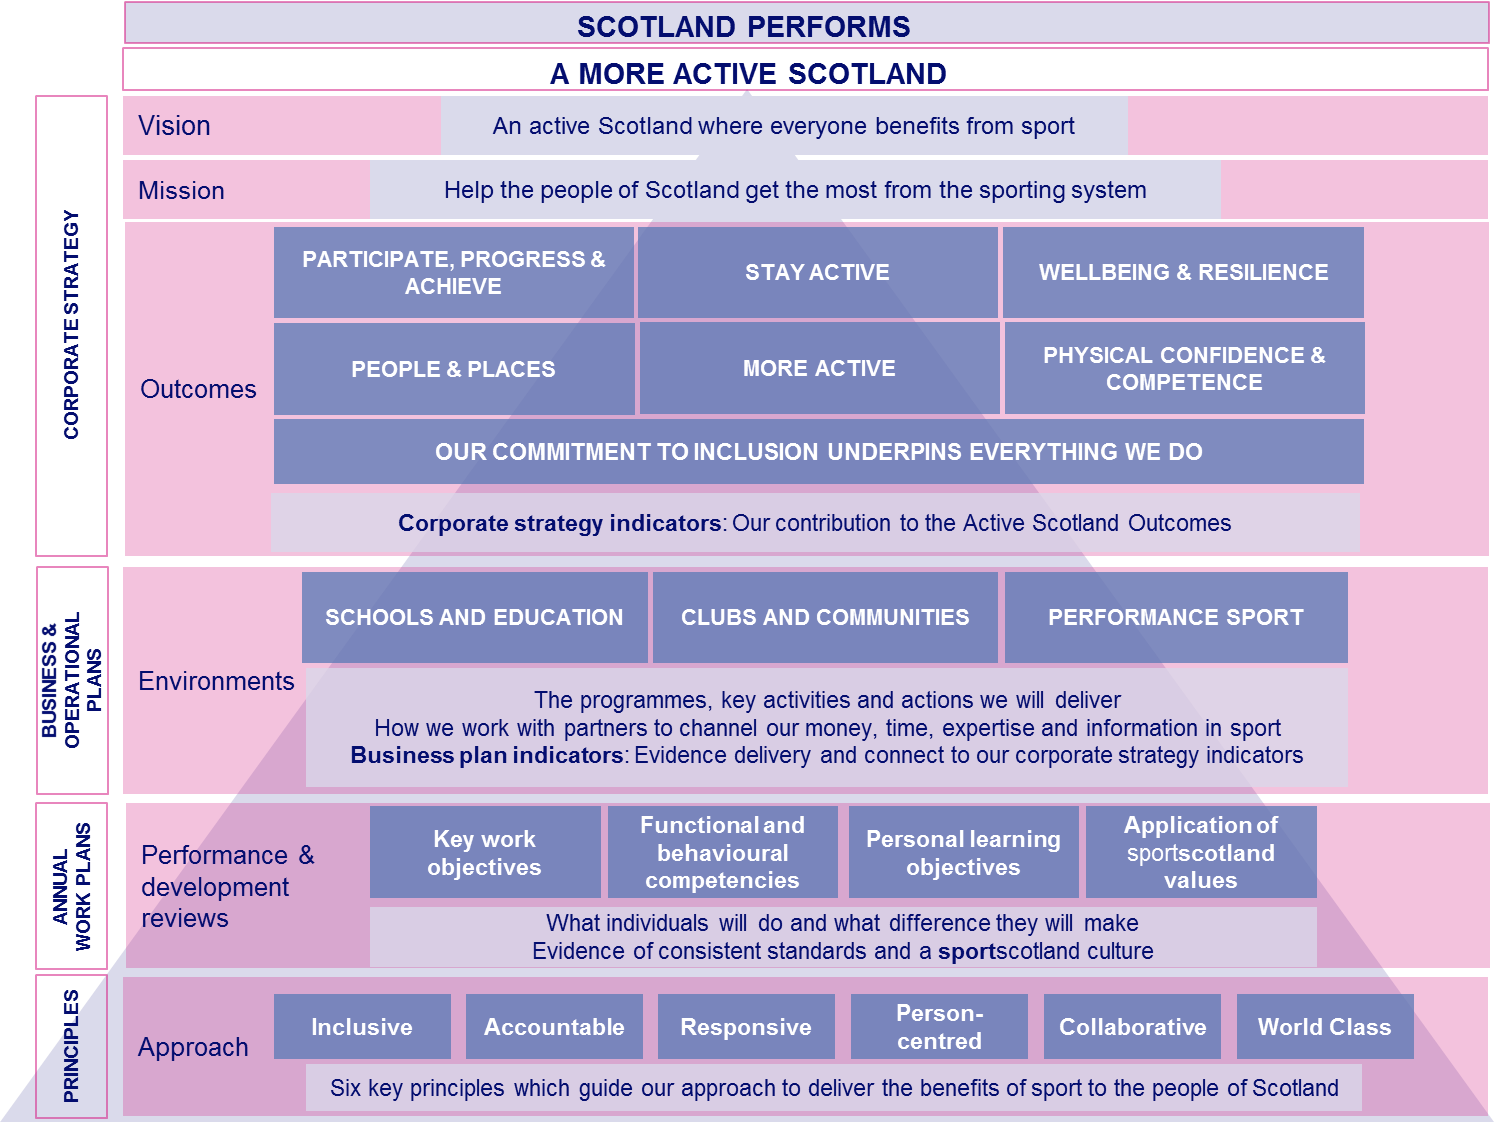 SCOTLAND PERFORMS
A MORE ACTIVE SCOTLAND
CORPORATE STRATEGY
Vision
An active Scotland where everyone benefits from sport
Mission
Help the people of Scotland get the most from the sporting system
Outcomes
PARTICIPATE, PROGRESS &
ACHIEVE
STAY ACTIVE
WELLBEING & RESILIENCE
PEOPLE & PLACES
MORE ACTIVE
PHYSICAL CONFIDENCE &
COMPETENCE
OUR COMMITMENT TO INCLUSION UNDERPINS EVERYTHING WE DO
Corporate strategy indicators: Our contribution to the Active Scotland Outcomes
BUSINESS &
OPERATIONAL
PLANS
Environments
SCHOOLS AND EDUCATION
CLUBS AND COMMUNITIES
PERFORMANCE SPORT
The programmes, key activities and actions we will deliver
How we work with partners to channel our money, time, expertise and information in sport
Business plan indicators: Evidence delivery and connect to our corporate strategy indicators
ANNUAL
WORK PLANS
Performance &
development
reviews
Key work
objectives
Functional and
behavioural
competencies
Personal learning
objectives
Application of
sportscotland
values
What individuals will do and what difference they will make
Evidence of consistent standards and a sportscotland culture
PRINCIPLES
Approach
Inclusive
Accountable
Responsive
Person-
centred
Collaborative
World Class
Six key principles which guide our approach to deliver the benefits of sport to the people of Scotland